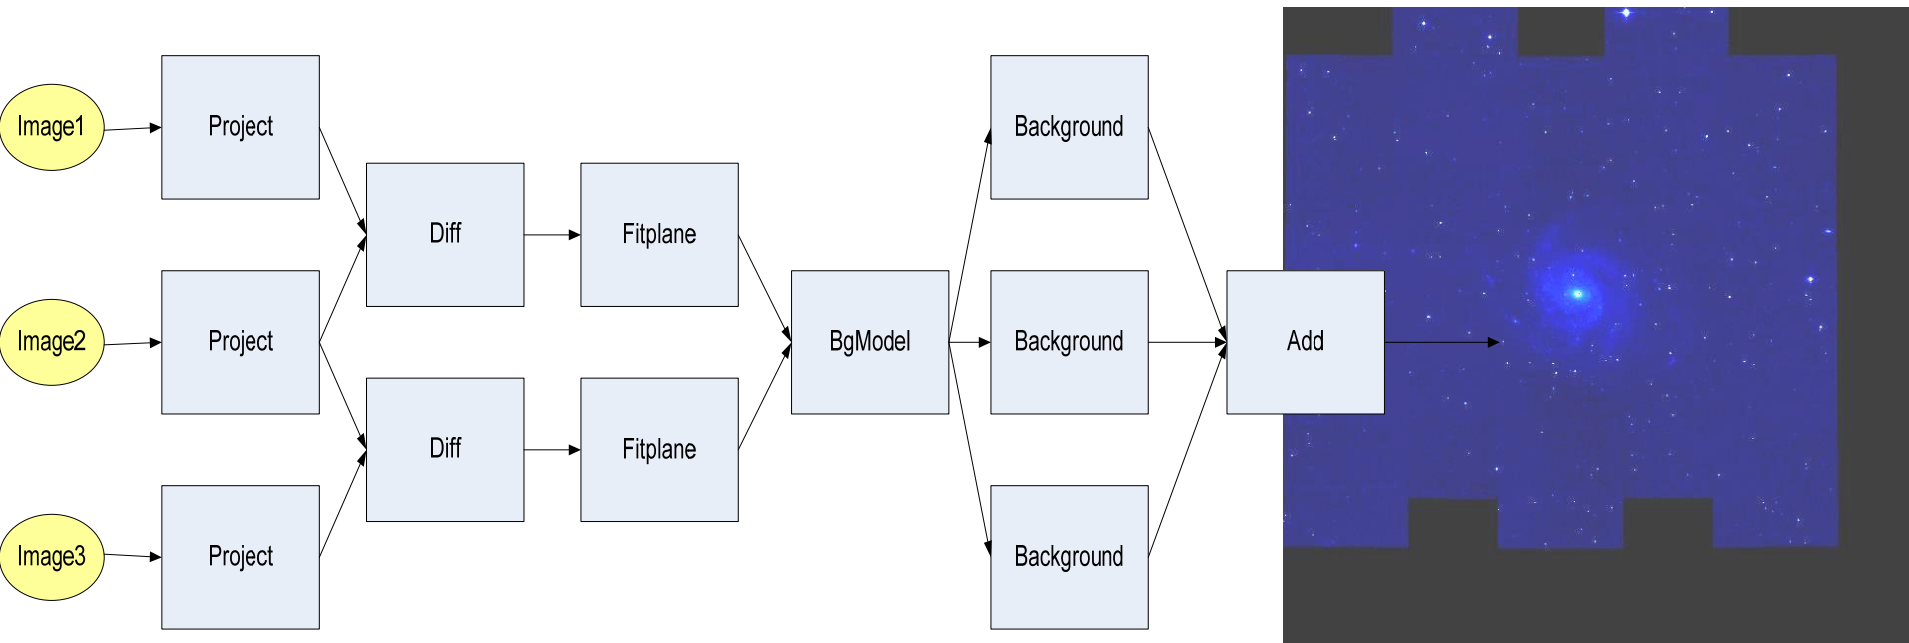 Image1
Project
Background
Diff
Fitplane
Image2
Project
BgModel
Background
Add
Diff
Fitplane
Image3
Project
Background